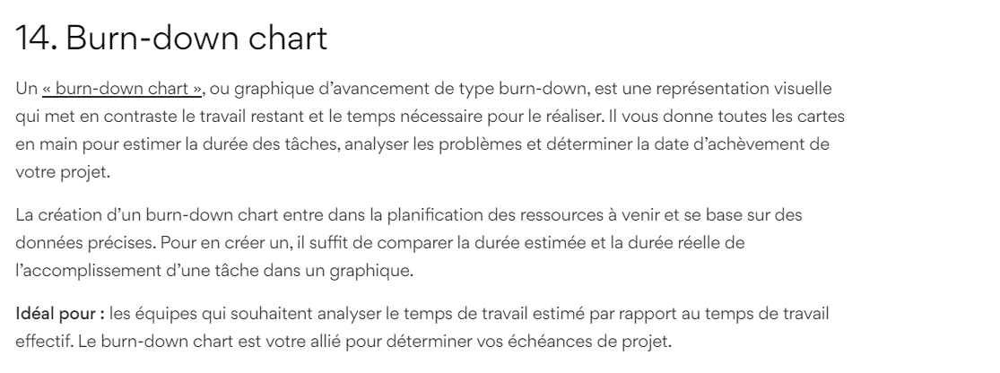 14. Burn-down chart
Un « burn-down chart », ou graphique d’avancement de type burn-down, est une représentation visuelle
qui met en contraste le travail restant et le temps nécessaire pour le réaliser. Il vous donne toutes les cartes
en main pour estimer la durée des tâches, analyser les problèmes et déterminer la date d’achèvement de
votre projet.
La création d’un burn-down chart entre dans la planification des ressources à venir et se base sur des
données précises. Pour en créer un, il suffit de comparer la durée estimée et la durée réelle de
l’accomplissement d’une tâche dans un graphique.
Idéal pour : les équipes qui souhaitent analyser le temps de travail estimé par rapport au temps de travail
effectif. Le burn-down chart est votre allié pour déterminer vos échéances de projet.